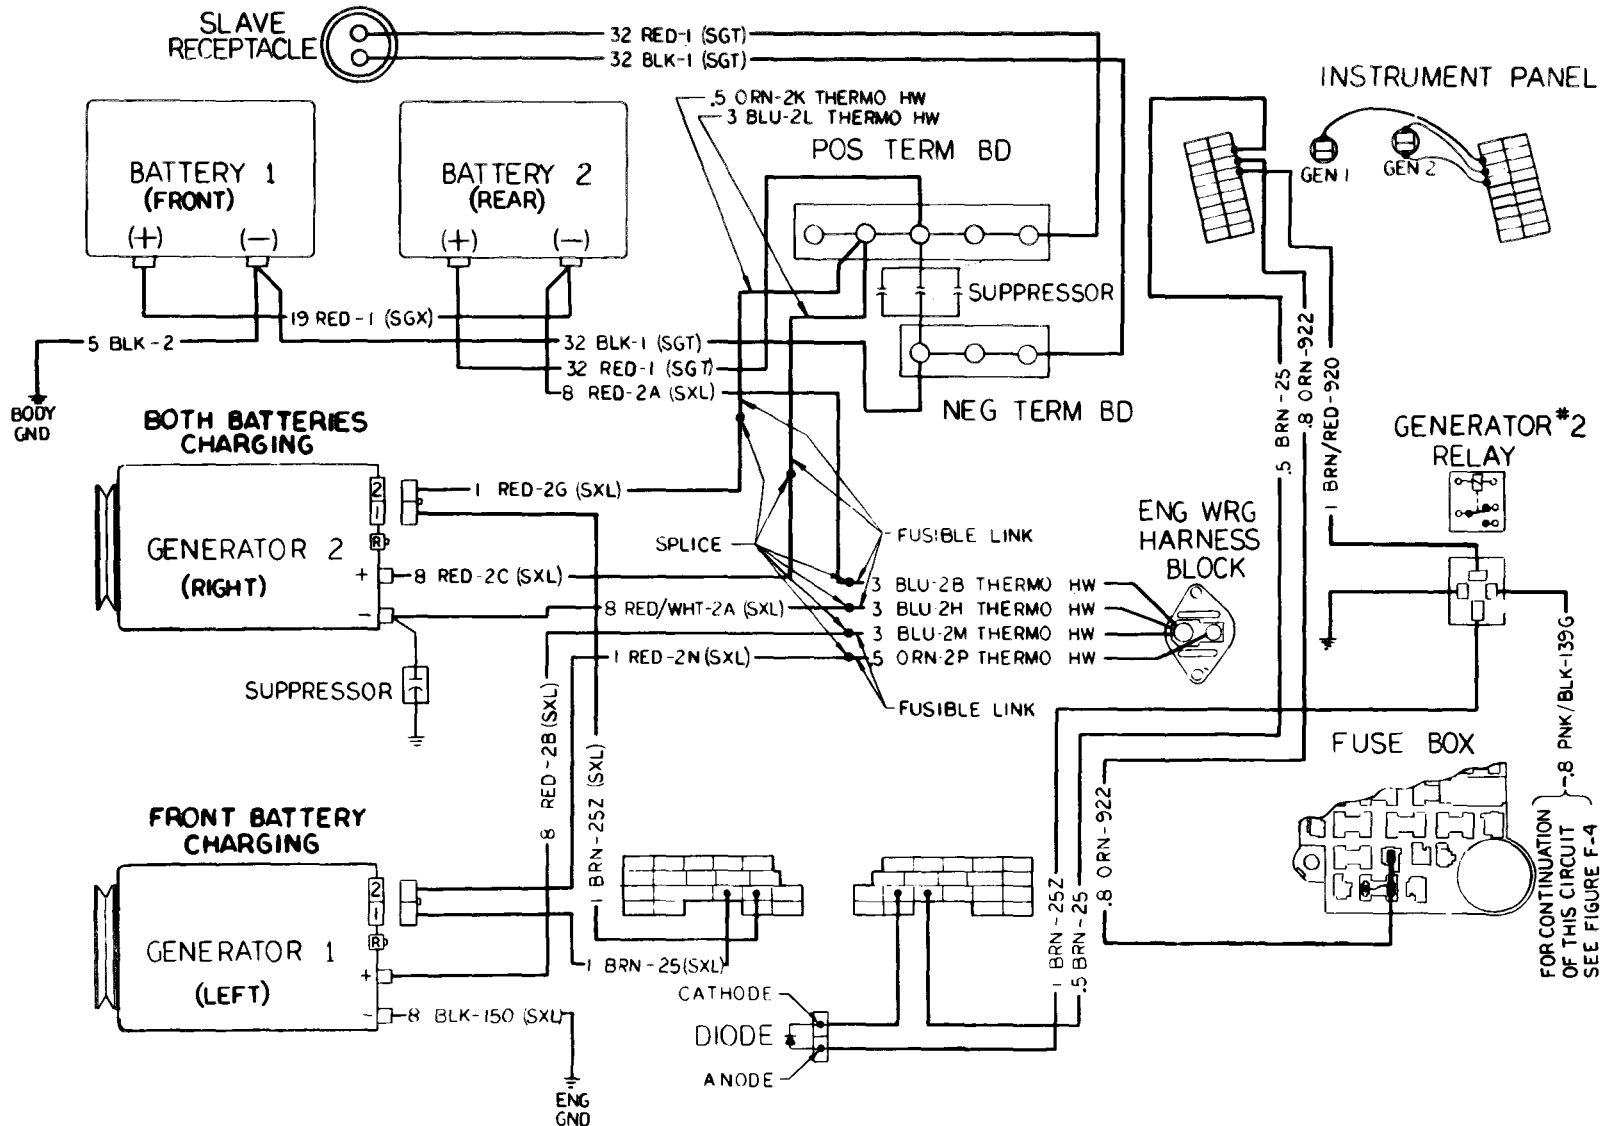 SLAVE
RECEPTACLE
32 RED-1 (SGT)
32 BLK-1 (SGT)
INSTRUMENT PANEL
.5 ORN-2K THERMO HW
3 BLU-2L THERMO HW
POS TERM BD
GEN 1
GEN 2
BATTERY 1
(FRONT)
(+)
(-)
BATTERY 2
(REAR)
(+)
(-)
SUPPRESSOR
19 RED-1 (SGX)
5 BLK-2
32 BLK-1 (SGT)
32 RED-1 (SGT)
8 RED-2A (SXL)
NEG TERM BD
BODY
GND
.5 BRN-25
.8 ORN-922
1 BRN/RED-920
GENERATOR #2
RELAY
BOTH BATTERIES
CHARGING
2
1
R
+
-
GENERATOR 2
(RIGHT)
1 RED-2G (SXL)
8 RED-2C (SXL)
8 RED/WHT-2A (SXL)
1 RED-2N (SXL)
SPLICE
FUSIBLE LINK
3 BLU-2B THERMO HW
3 BLU-2H THERMO HW
3 BLU-2M THERMO HW
.5 ORN-2P THERMO HW
FUSIBLE LINK
ENG WRG
HARNESS
BLOCK
SUPPRESSOR
8 RED-2B (SXL)
1 BRN-25Z (SXL)
FUSE BOX
.8 PNK/BLK-139G
FOR CONTINUATION
OF THIS CIRCUIT
SEE FIGURE F-4
FRONT BATTERY
CHARGING
2
1
R
+
-
GENERATOR 1
(LEFT)
8 BLK-150 (SXL)
1 BRN-25 (SXL)
CATHODE
DIODE
ANODE
1 BRN-25Z
.5 BRN-25
.8 ORN-922
ENG
GND